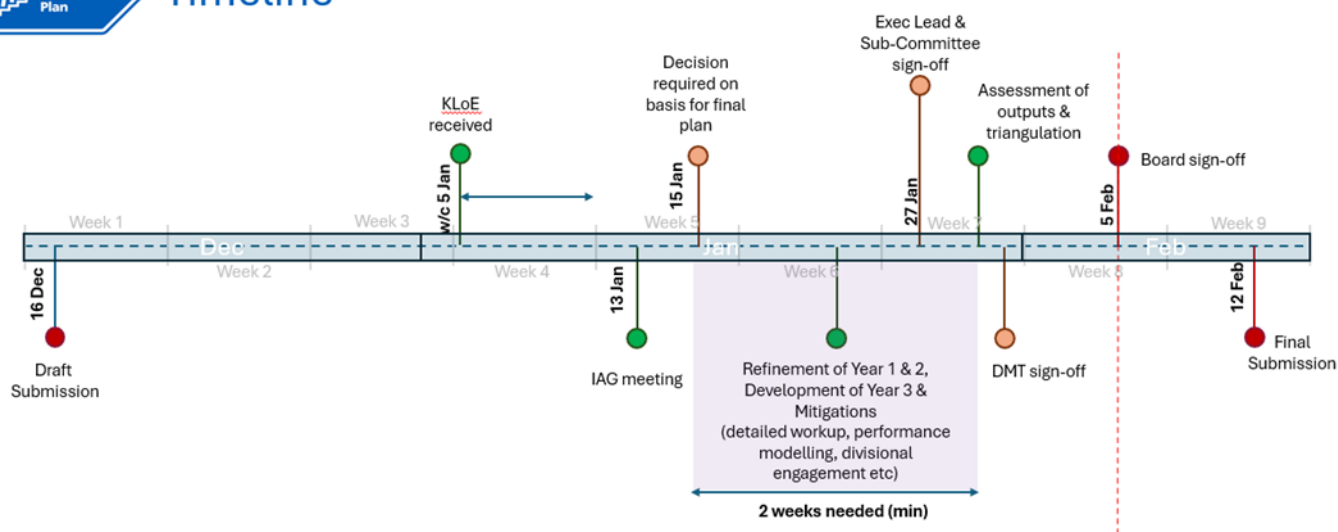 Plan
Timeline
Exec Lead &
Sub-Committee
sign-off
Decision
required on
basis for final
plan
Assessment of
outputs &
triangulation
KLoE
received
Board sign-off
w/c 5 Jan
15 Jan
27 Jan
5 Feb
Week 1
Week 3
Week 5
Week 7
Week 9
Dec
Jan
Feb
Week 2
Week 4
Week 6
Week 8
16 Dec
13 Jan
12 Feb
Draft
Submission
IAG meeting
Refinement of Year 1 & 2,
Development of Year 3 &
Mitigations
(detailed workup, performance
modelling, divisional
engagement etc)
DMT sign-off
Final
Submission
2 weeks needed (min)